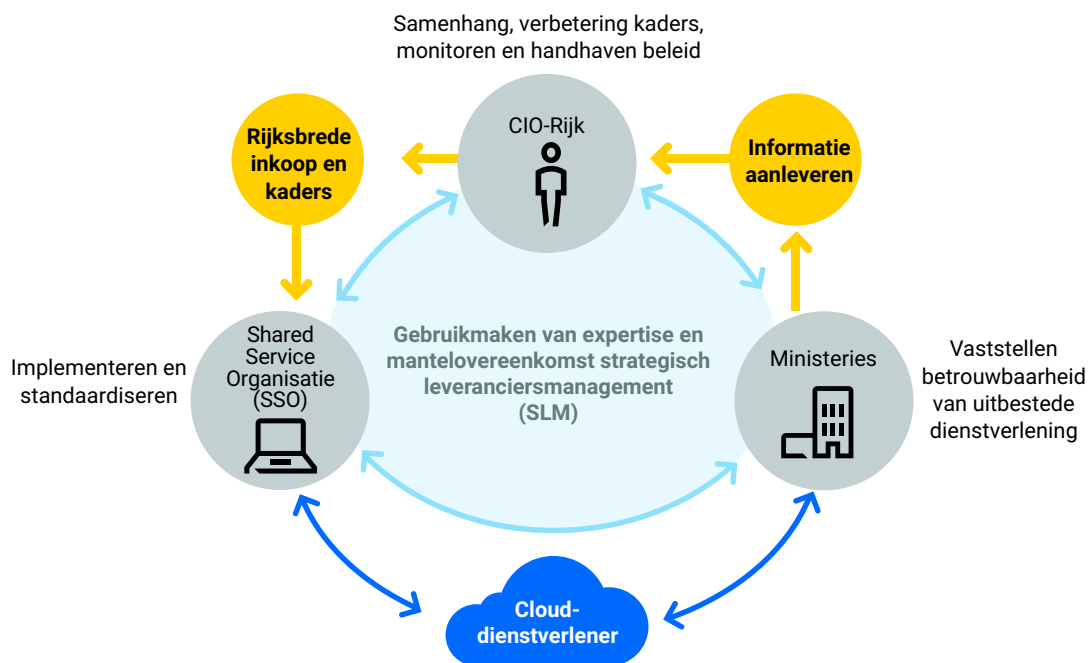 Samenhang, verbetering kaders,
monitoren en handhaven beleid
CIO-Rijk
Rijksbrede
inkoop en
kaders
Informatie
aanleveren
Shared
Service
Organisatie
(SSO)
Implementeren en
standaardiseren
Gebruikmaken van expertise en
mantelovereenkomst strategisch
leveranciersmanagement
(SLM)
Ministeries
Vaststellen
betrouwbaarheid
van uitbestede
dienstverlening
Cloud-
dienstverlener